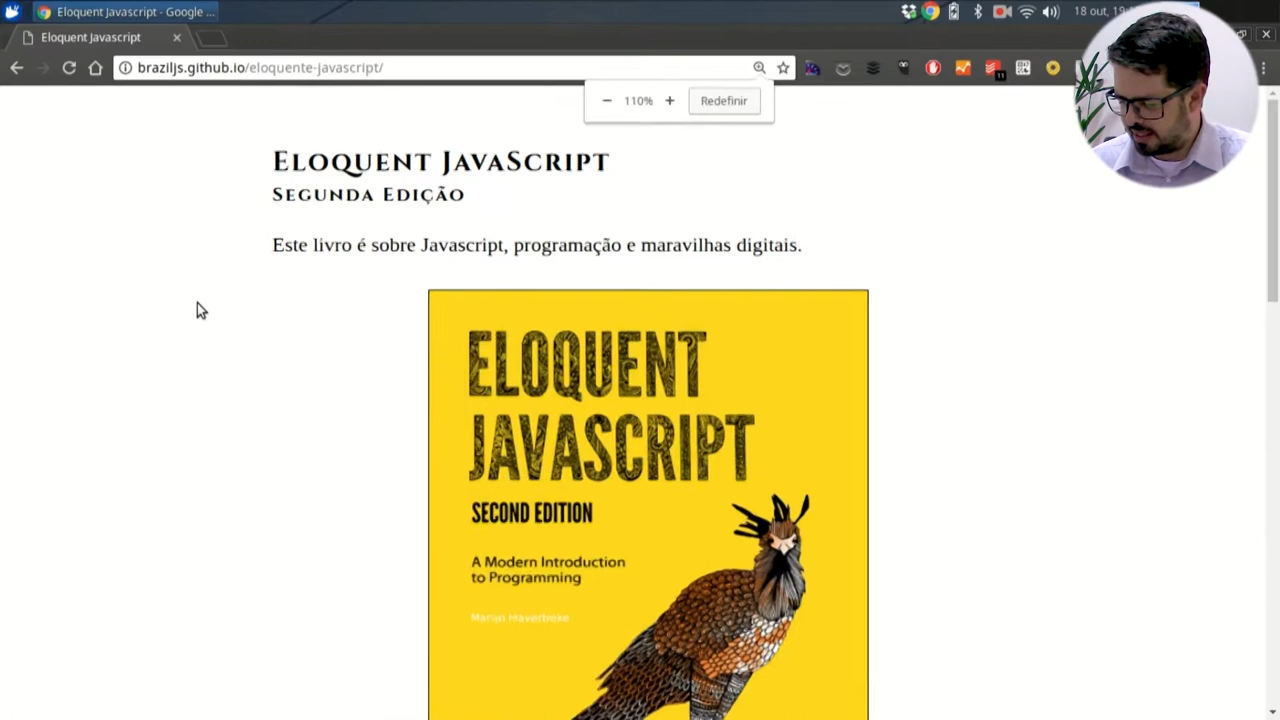 Eloquent Javascript - Google ...
18 out, 19
Eloquent Javascript
braziljs.github.io/eloquente-javascript/
11
110%
Redefinir
Eloquent JavaScript
Segunda Edição
Este livro é sobre Javascript, programação e maravilhas digitais.
ELOQUENT
JAVASCRIPT
SECOND EDITION
A Modern Introduction
to Programming
Marijn Haverbeke